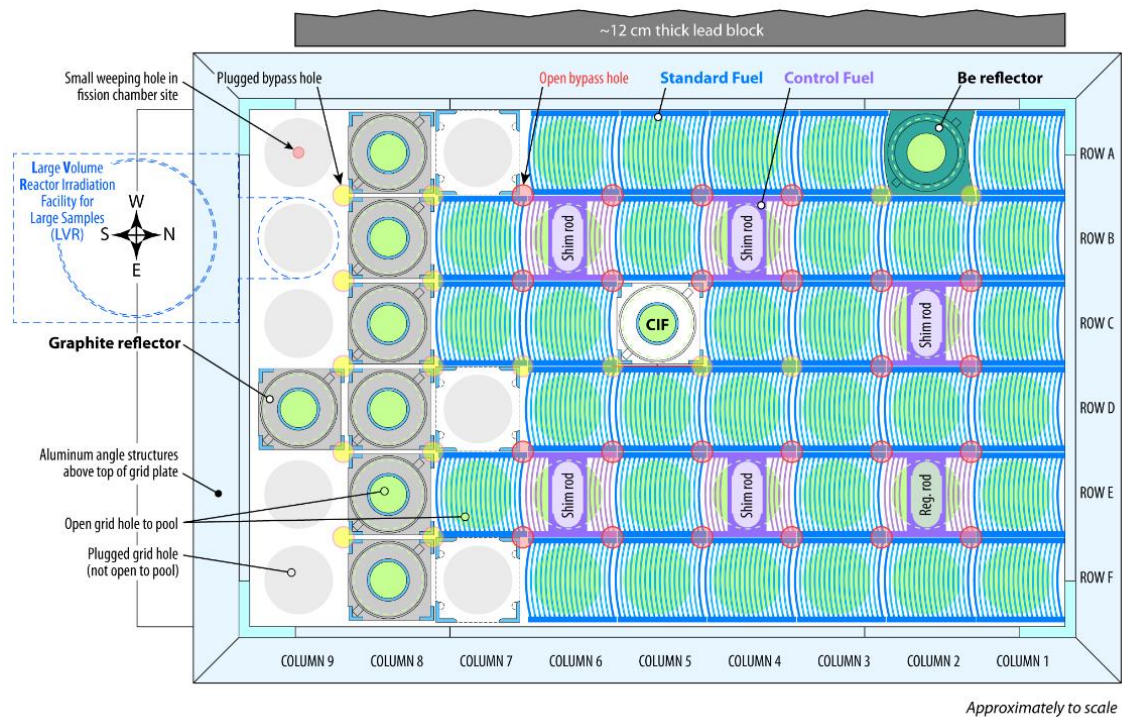 ~12 cm thick lead block
Small weeping hole in
fission chamber site
Plugged bypass hole
Open bypass hole
Standard Fuel
Control Fuel
Be reflector
Large Volume
Reactor Irradiation
Facility for
Large Samples
(LVR)
W
S
N
E
ROW A
ROW B
Shim rod
Shim rod
ROW C
CIF
Shim rod
Graphite reflector
ROW D
Aluminum angle structures
above top of grid plate
ROW E
Shim rod
Shim rod
Reg. rod
Open grid hole to pool
Plugged grid hole
(not open to pool)
ROW F
COLUMN 9
COLUMN 8
COLUMN 7
COLUMN 6
COLUMN 5
COLUMN 4
COLUMN 3
COLUMN 2
COLUMN 1
Approximately to scale